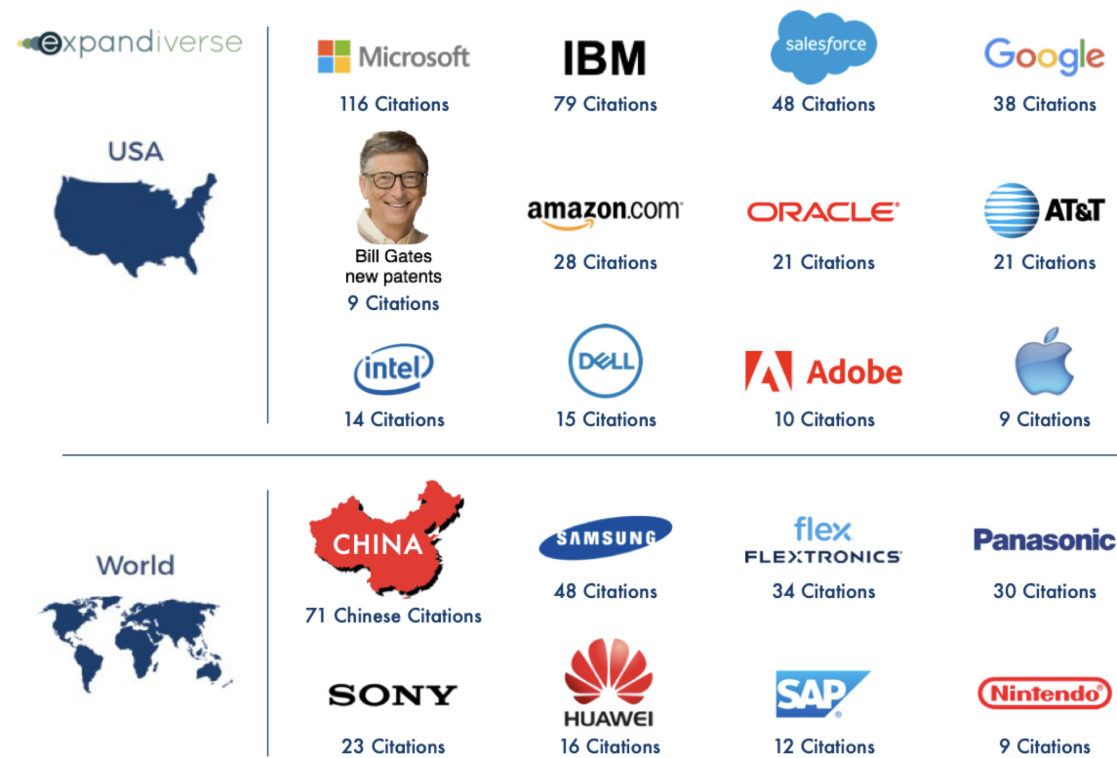 expandiverse
Microsoft
IBM
salesforce
Google
116 Citations
79 Citations
48 Citations
38 Citations
USA
amazon.com
ORACLE®
AT&T
Bill Gates
new patents
9 Citations
28 Citations
21 Citations
21 Citations
intel
DELL
Adobe
14 Citations
15 Citations
10 Citations
9 Citations
World
CHINA
SAMSUNG
flex
FLEXTRONICS
Panasonic
71 Chinese Citations
48 Citations
34 Citations
30 Citations
SONY
HUAWEI
SAP®
Nintendo®
23 Citations
16 Citations
12 Citations
9 Citations